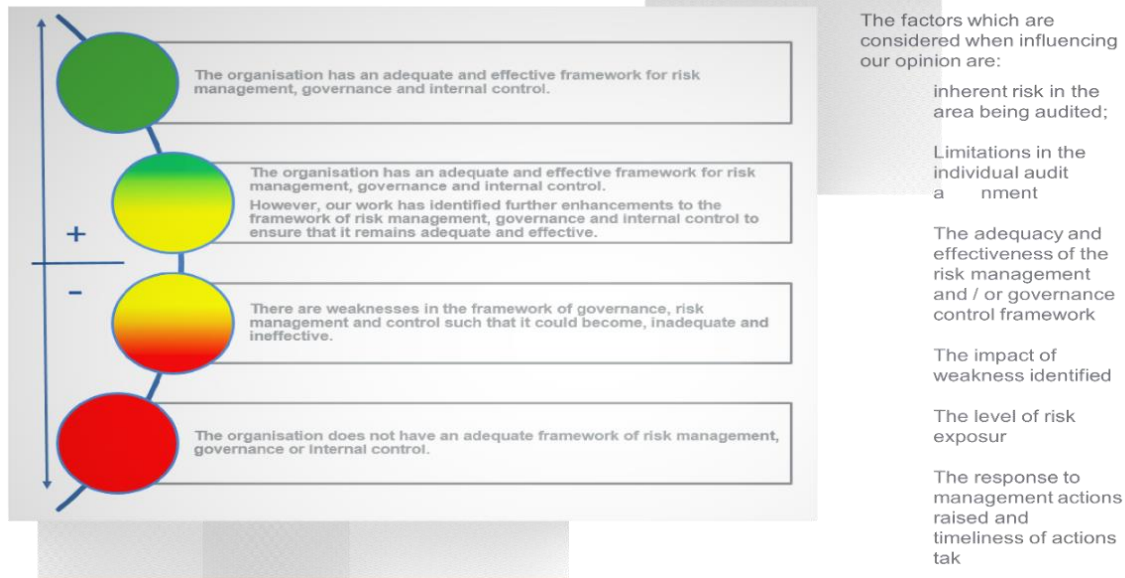 The organisation has an adequate and effective framework for risk
management, governance and internal control.
The organisation has an adequate and effective framework for risk
management, governance and internal control.
However, our work has identified further enhancements to the
framework of risk management, governance and internal control to
ensure that it remains adequate and effective.
+
-
There are weaknesses in the framework of governance, risk
management and control such that it could become, inadequate and
ineffective.
The organisation does not have an adequate framework of risk management,
governance or internal control.
The factors which are
considered when influencing
our opinion are:
inherent risk in the
area being audited;
Limitations in the
individual audit
a nment
The adequacy and
effectiveness of the
risk management
and / or governance
control framework
The impact of
weakness identified
The level of risk
exposur
The response to
management actions
raised and
timeliness of actions
tak